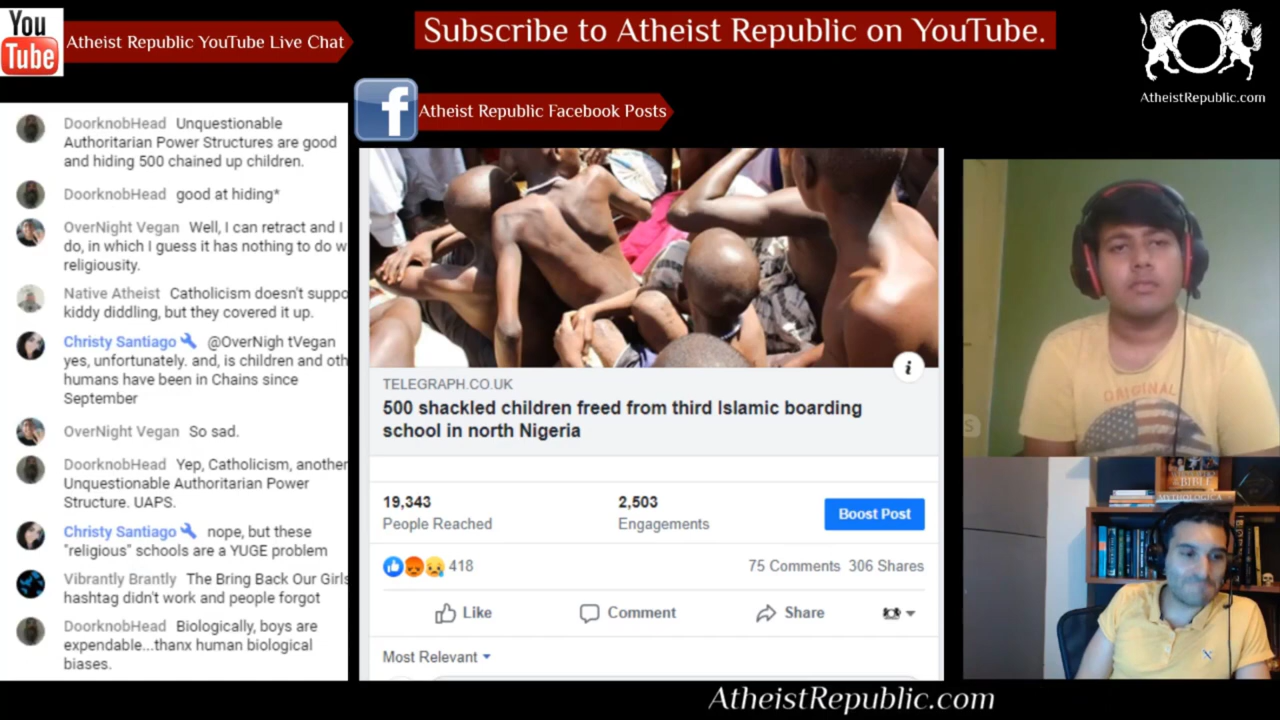 You
Tube
Atheist Republic YouTube Live Chat
Subscribe to Atheist Republic on YouTube.
AtheistRepublic.com
f
Atheist Republic Facebook Posts
DoorknobHead Unquestionable
Authoritarian Power Structures are good
and hiding 500 chained up children.
DoorknobHead good at hiding*
OverNight Vegan Well, I can retract and I
do, in which I guess it has nothing to do w
religiousity.
Native Atheist Catholicism doesn't suppo
kiddy diddling, but they covered it up.
Christy Santiago @OverNigh tVegan
yes, unfortunately. and, is children and oth
humans have been in Chains since
September
OverNight Vegan So sad.
DoorknobHead Yep, Catholicism, another
Unquestionable Authoritarian Power
Structure. UAPS.
Christy Santiago nope, but these
"religious" schools are a YUGE problem
Vibrantly Brantly The Bring Back Our Girls
hashtag didn't work and people forgot
DoorknobHead Biologically, boys are
expendable...thanx human biological
biases.
i
TELEGRAPH.CO.UK
500 shackled children freed from third Islamic boarding
school in north Nigeria
19,343
People Reached
2,503
Engagements
Boost Post
418
75 Comments 306 Shares
Like
Comment
Share
Most Relevant
ORIGINAL
S
BIBLE
AtheistRepublic.com